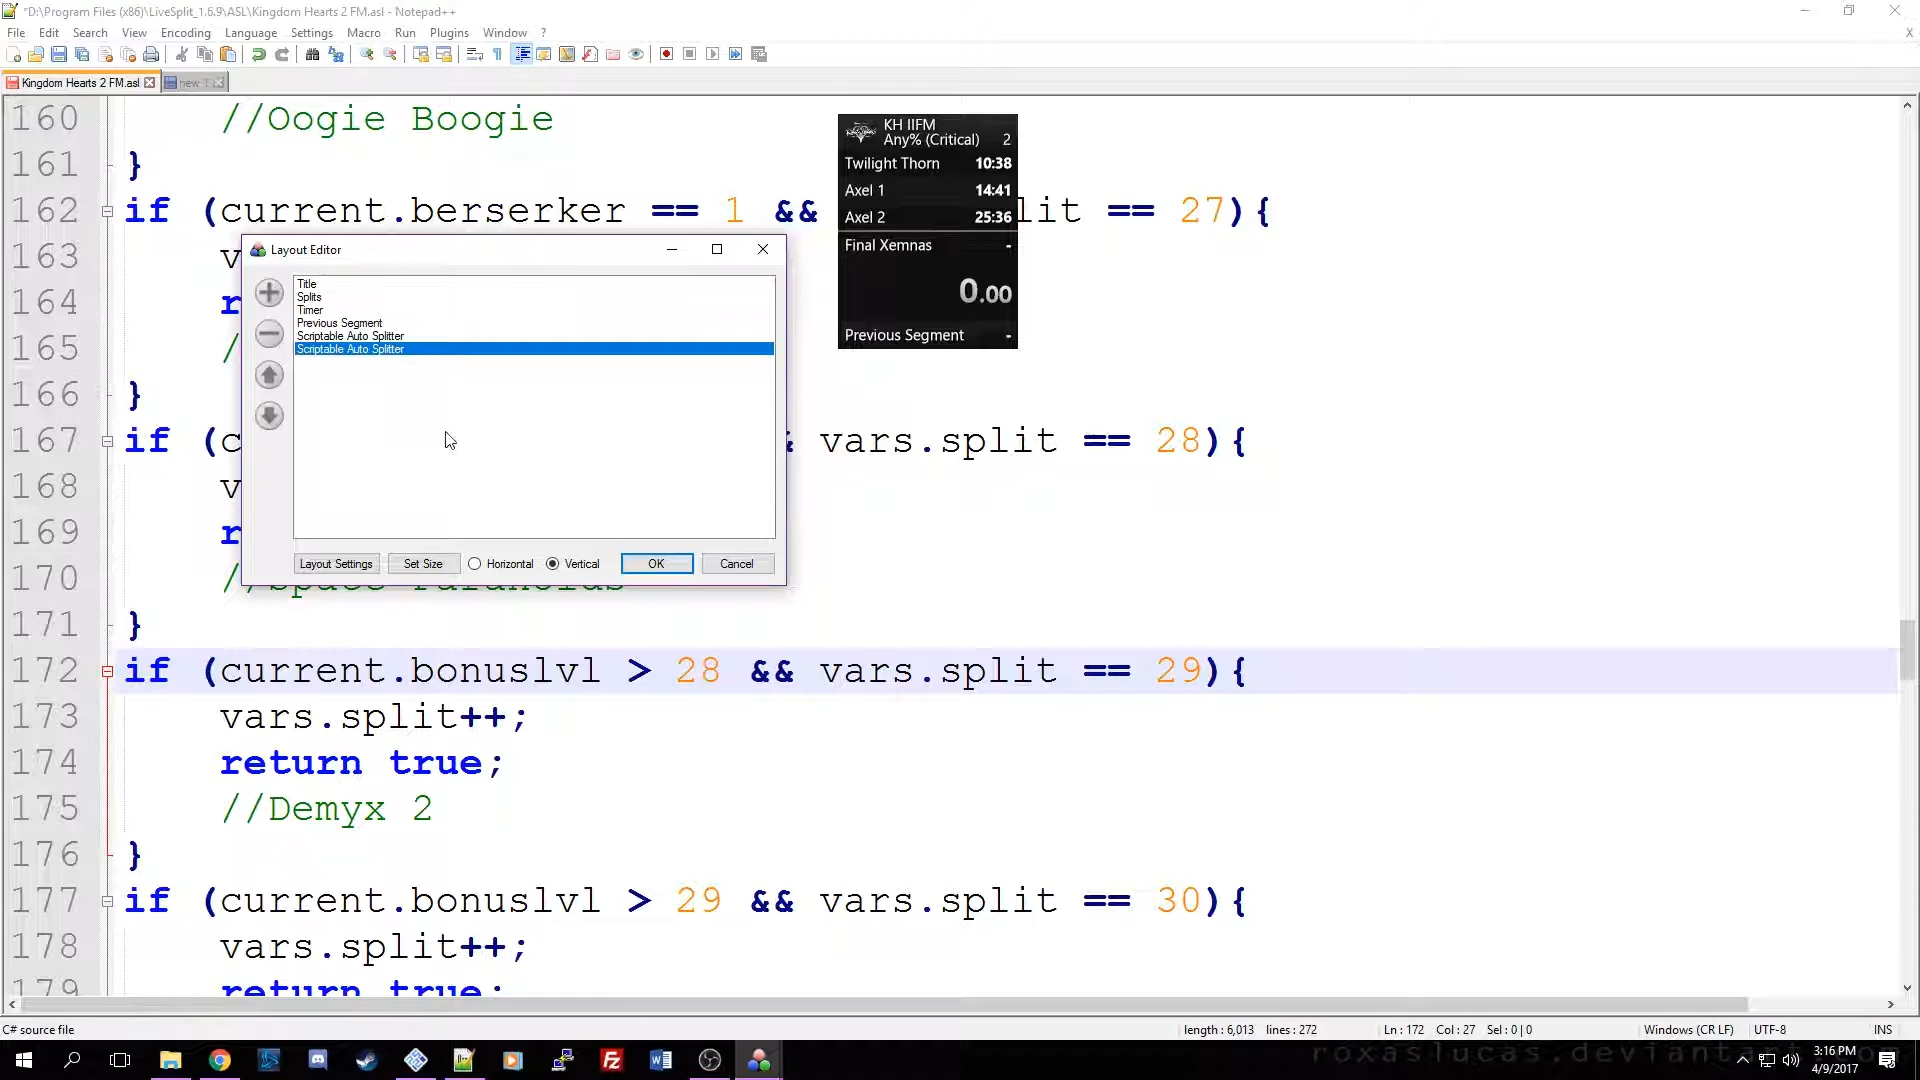 *D:\Program Files (x86)\LiveSplit_1.6.9\ASL\Kingdom Hearts 2 FM.asl - Notepad++
File Edit Search View Encoding Language Settings Macro Run Plugins Window ?
X
Kingdom Hearts 2 FM.asl new 1
160 //Oogie Boogie
161 }
162 if (current.berserker == 1 && lit == 27){
163 v
164 r
165 /
166 }
167 if (c & vars.split == 28){
168 v
169 r
170
171 }
172 if (current.bonuslvl > 28 && vars.split == 29){
173 vars.split++;
174 return true;
175 //Demyx 2
176 }
177 if (current.bonuslvl > 29 && vars.split == 30){
178 vars.split++;
179 return true;
Layout Editor
Title
Splits
Timer
Previous Segment
Scriptable Auto Splitter
Scriptable Auto Splitter
Layout Settings Set Size Horizontal Vertical OK Cancel
KH IIFM
Any% (Critical) 2
Twilight Thorn 10:38
Axel 1 14:41
Axel 2 25:36
Final Xemnas -
0.00
Previous Segment -
C# source file length : 6,013 lines : 272 Ln : 172 Col : 27 Sel : 0 | 0 Windows (CR LF) UTF-8 INS
roxaslucas.deviantart.com
3:16 PM
4/9/2017